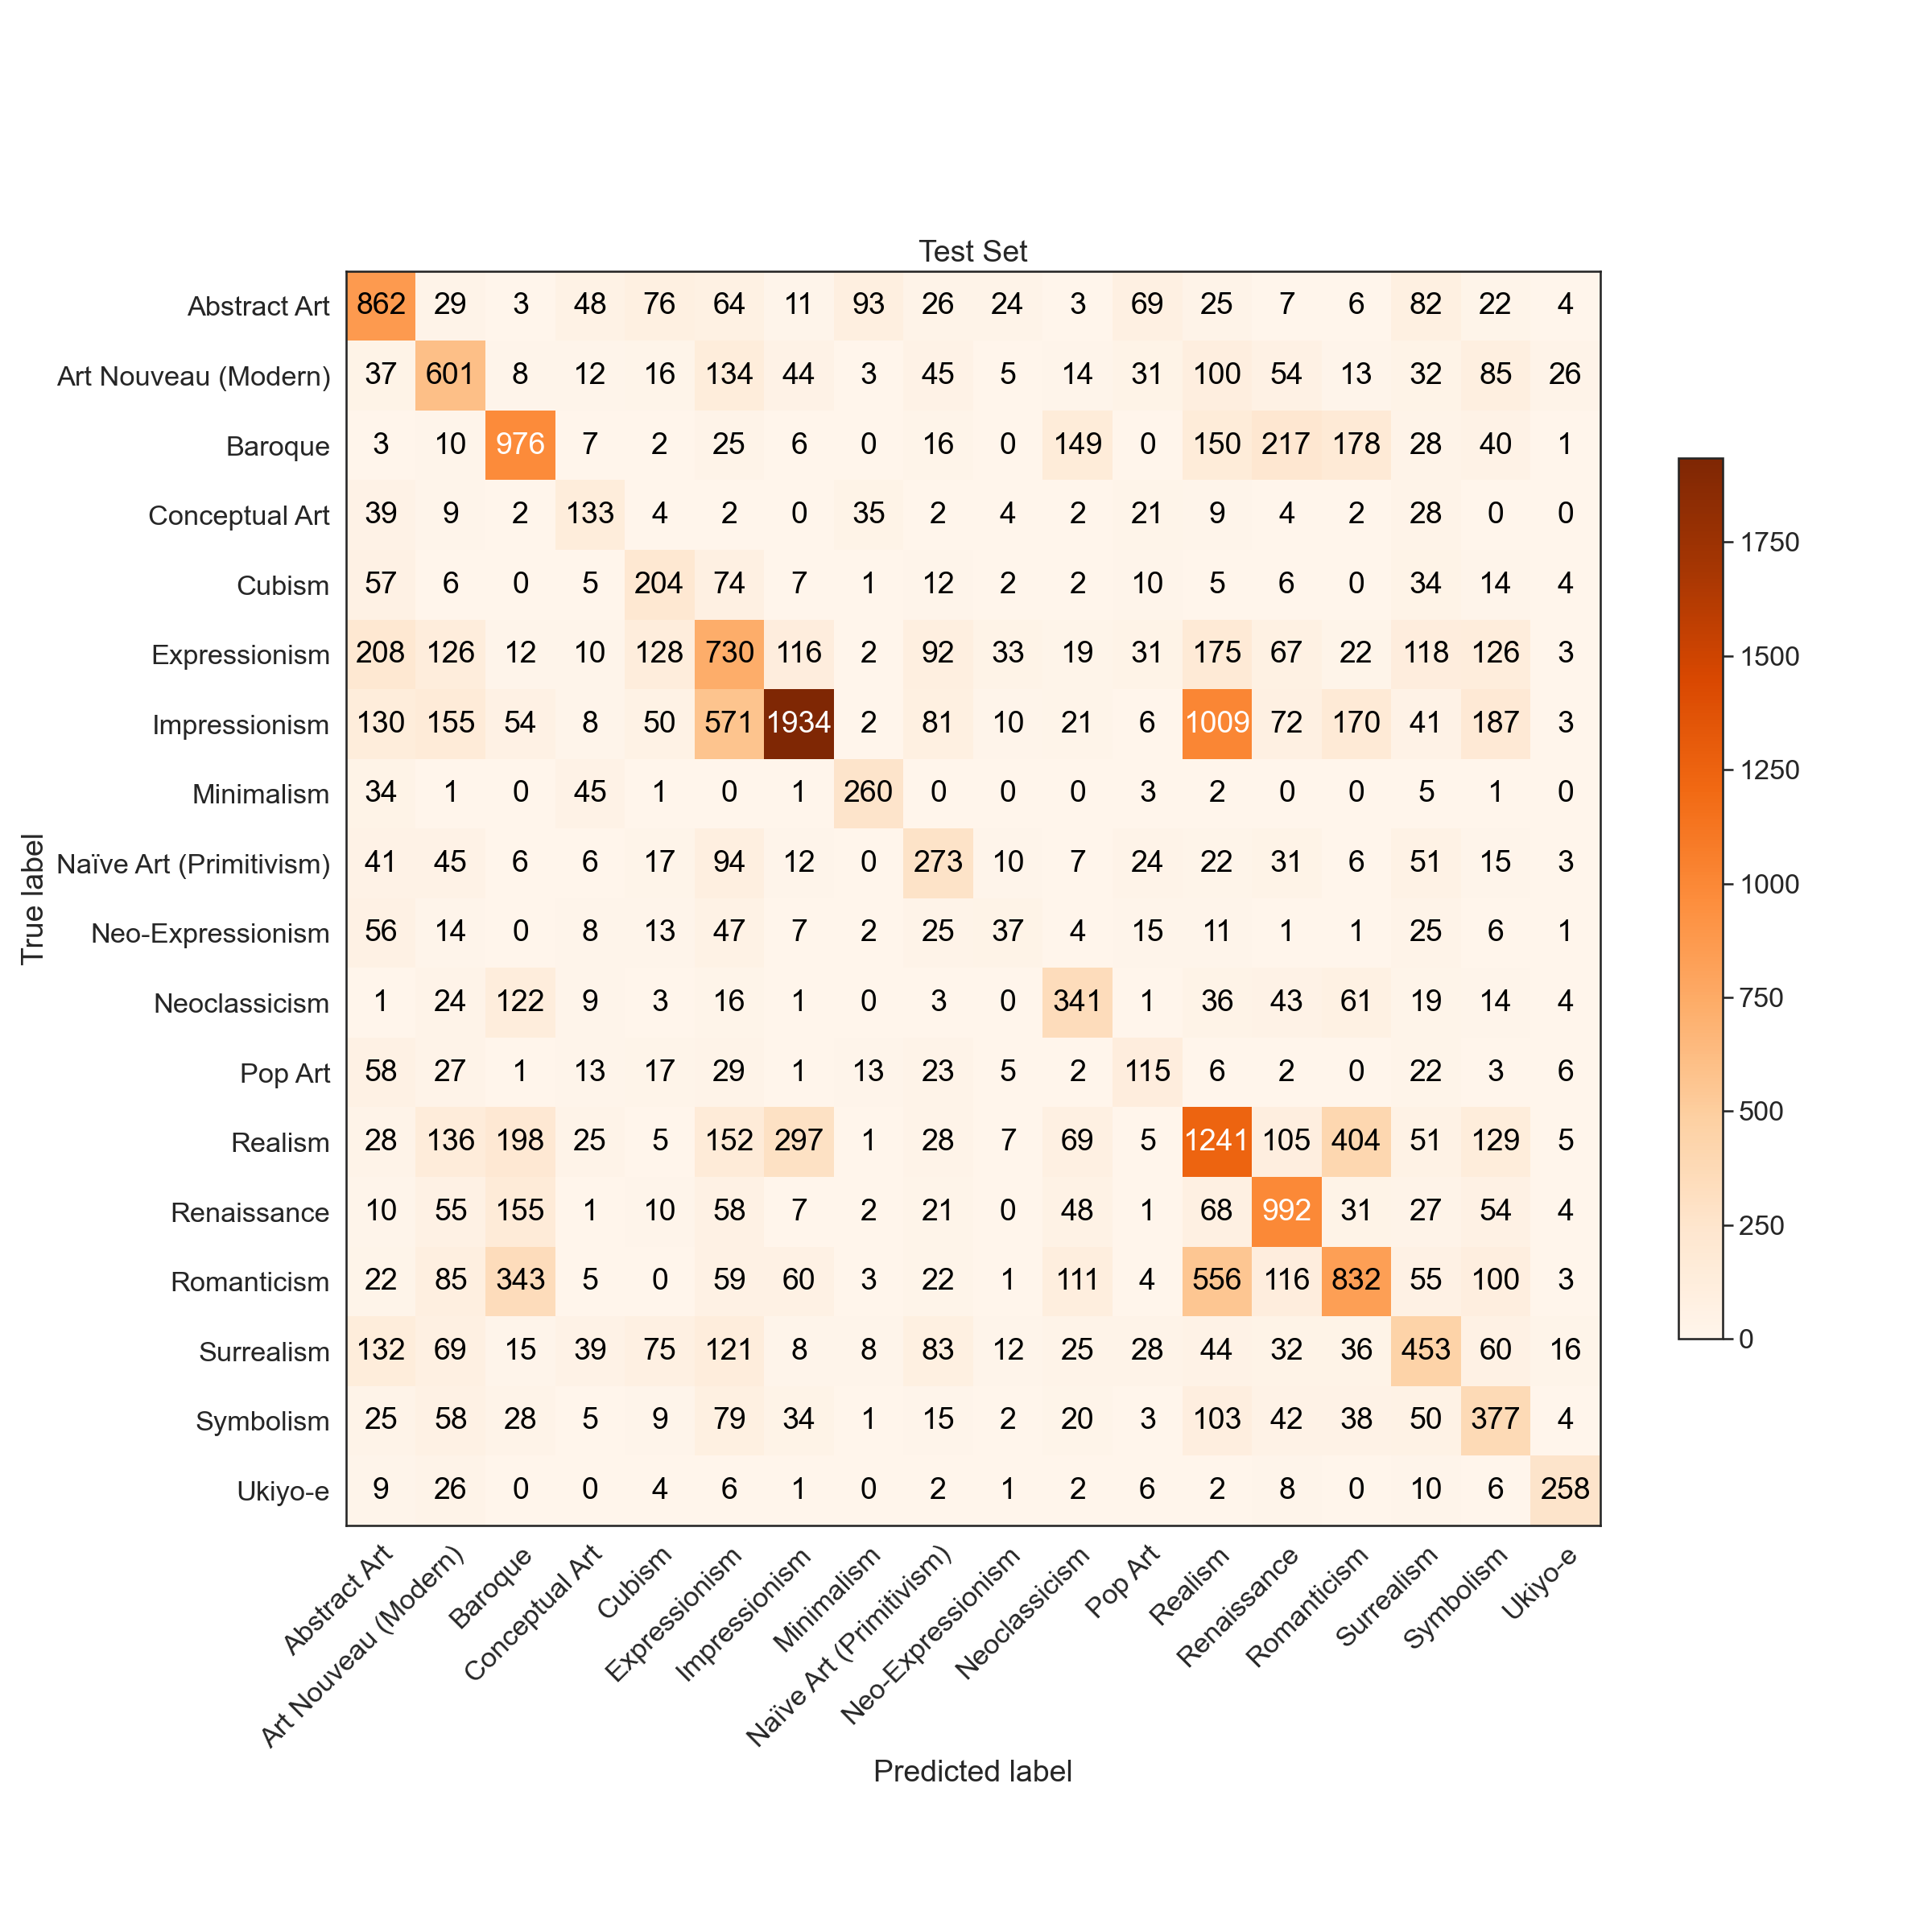 Test Set
True label
Abstract Art 862 29 3 48 76 64 11 93 26 24 3 69 25 7 6 82 22 4
Art Nouveau (Modern) 37 601 8 12 16 134 44 3 45 5 14 31 100 54 13 32 85 26
Baroque 3 10 976 7 2 25 6 0 16 0 149 0 150 217 178 28 40 1
Conceptual Art 39 9 2 133 4 2 0 35 2 4 2 21 9 4 2 28 0 0
Cubism 57 6 0 5 204 74 7 1 12 2 2 10 5 6 0 34 14 4
Expressionism 208 126 12 10 128 730 116 2 92 33 19 31 175 67 22 118 126 3
Impressionism 130 155 54 8 50 571 1934 2 81 10 21 6 1009 72 170 41 187 3
Minimalism 34 1 0 45 1 0 1 260 0 0 0 3 2 0 0 5 1 0
Naïve Art (Primitivism) 41 45 6 6 17 94 12 0 273 10 7 24 22 31 6 51 15 3
Neo-Expressionism 56 14 0 8 13 47 7 2 25 37 4 15 11 1 1 25 6 1
Neoclassicism 1 24 122 9 3 16 1 0 3 0 341 1 36 43 61 19 14 4
Pop Art 58 27 1 13 17 29 1 13 23 5 2 115 6 2 0 22 3 6
Realism 28 136 198 25 5 152 297 1 28 7 69 5 1241 105 404 51 129 5
Renaissance 10 55 155 1 10 58 7 2 21 0 48 1 68 992 31 27 54 4
Romanticism 22 85 343 5 0 59 60 3 22 1 111 4 556 116 832 55 100 3
Surrealism 132 69 15 39 75 121 8 8 83 12 25 28 44 32 36 453 60 16
Symbolism 25 58 28 5 9 79 34 1 15 2 20 3 103 42 38 50 377 4
Ukiyo-e 9 26 0 0 4 6 1 0 2 1 2 6 2 8 0 10 6 258
Abstract Art
Art Nouveau (Modern)
Baroque
Conceptual Art
Cubism
Expressionism
Impressionism
Minimalism
Naïve Art (Primitivism)
Neo-Expressionism
Neoclassicism
Pop Art
Realism
Renaissance
Romanticism
Surrealism
Symbolism
Ukiyo-e
Predicted label
1750
1500
1250
1000
750
500
250
0